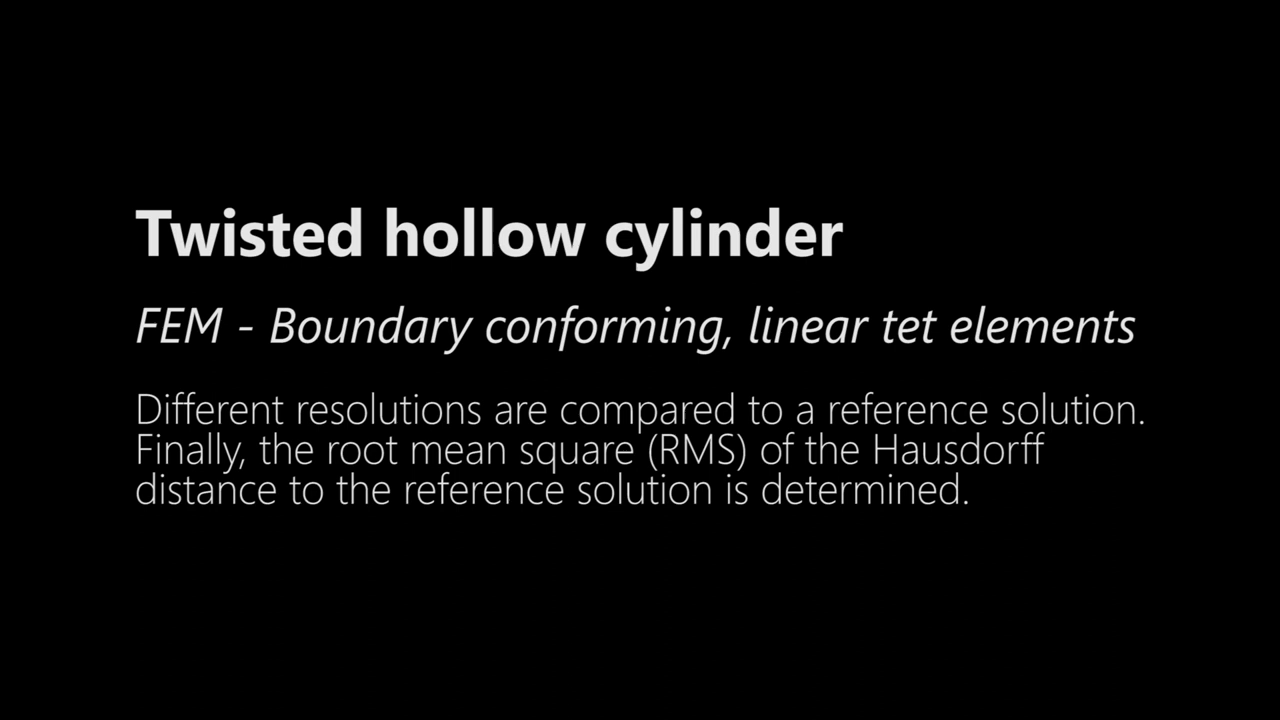 Twisted hollow cylinder
FEM - Boundary conforming, linear tet elements
Different resolutions are compared to a reference solution.
Finally, the root mean square (RMS) of the Hausdorff
distance to the reference solution is determined.